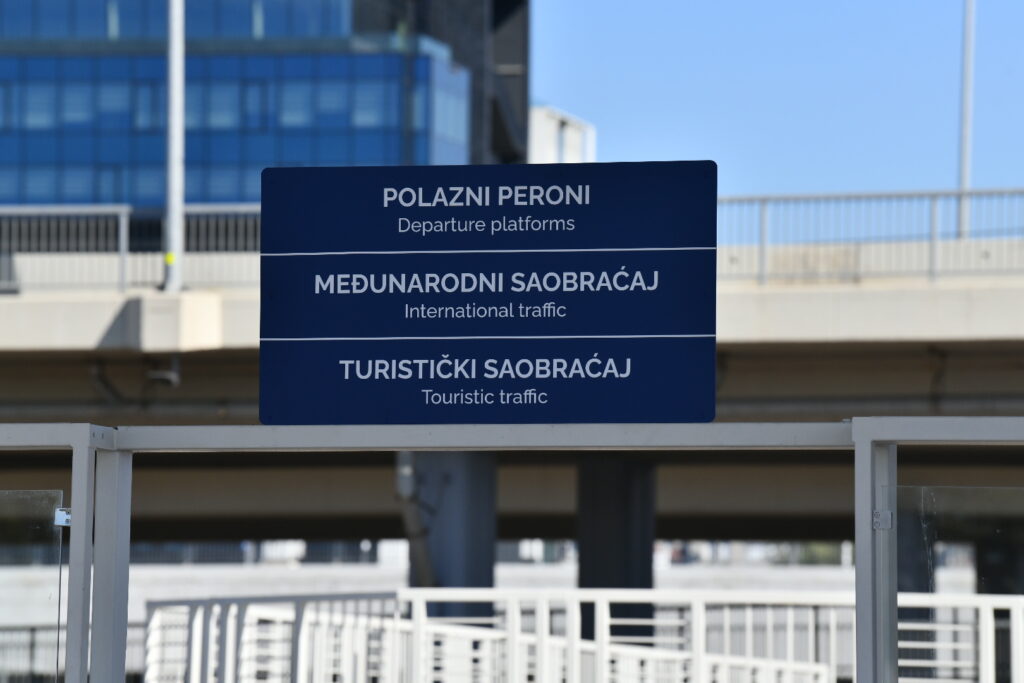 POLAZNI PERONI
Departure platforms
MEĐUNARODNI SAOBRAĆAJ
International traffic
TURISTIČKI SAOBRAĆAJ
Touristic traffic